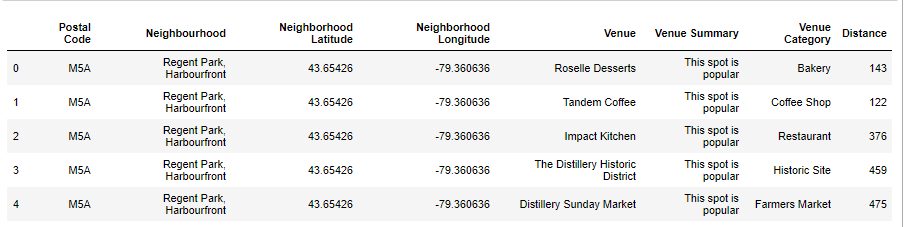 Postal Code Neighbourhood Neighborhood Latitude Neighborhood Longitude Venue Venue Summary Venue Category Distance
0 M5A Regent Park, Harbourfront 43.65426 -79.360636 Roselle Desserts This spot is popular Bakery 143
1 M5A Regent Park, Harbourfront 43.65426 -79.360636 Tandem Coffee This spot is popular Coffee Shop 122
2 M5A Regent Park, Harbourfront 43.65426 -79.360636 Impact Kitchen This spot is popular Restaurant 376
3 M5A Regent Park, Harbourfront 43.65426 -79.360636 The Distillery Historic District This spot is popular Historic Site 459
4 M5A Regent Park, Harbourfront 43.65426 -79.360636 Distillery Sunday Market This spot is popular Farmers Market 475